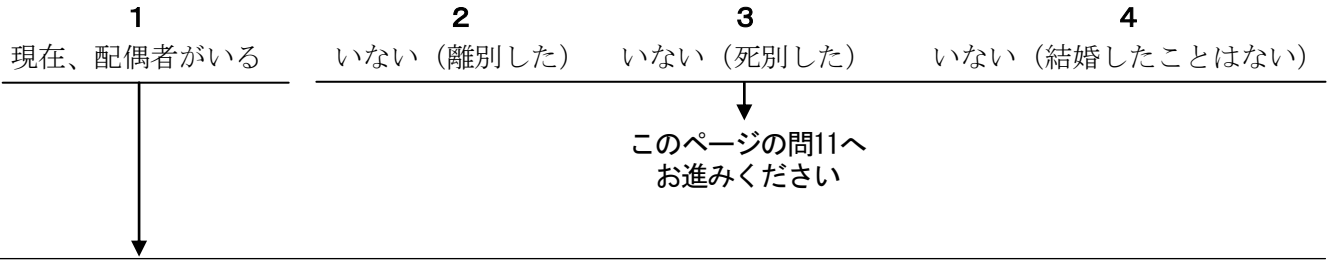 1 2 3 4
現在、配偶者がいる いない（離別した） いない（死別した） いない（結婚したことはない）
このページの問11へ
お進みください